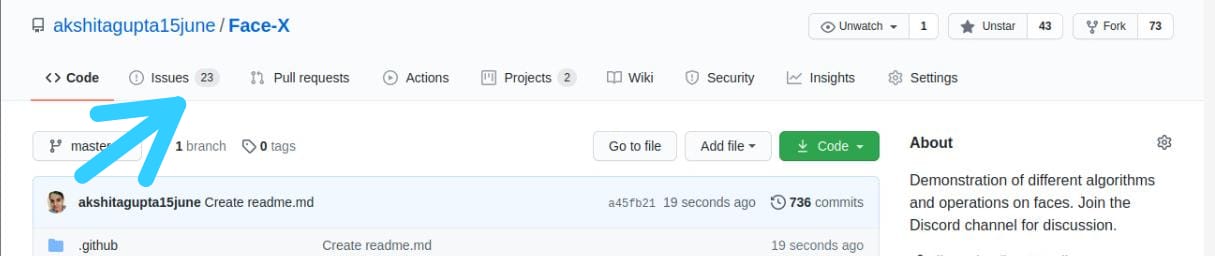 akshitagupta15june / Face-X
Unwatch 1 Unstar 43 Fork 73
Code Issues 23 Pull requests Actions Projects 2 Wiki Security Insights Settings
master 1 branch 0 tags Go to file Add file Code
About
Demonstration of different algorithms
and operations on faces. Join the
Discord channel for discussion.
akshitagupta15june Create readme.md a45fb21 19 seconds ago 736 commits
.github Create readme.md 19 seconds ago